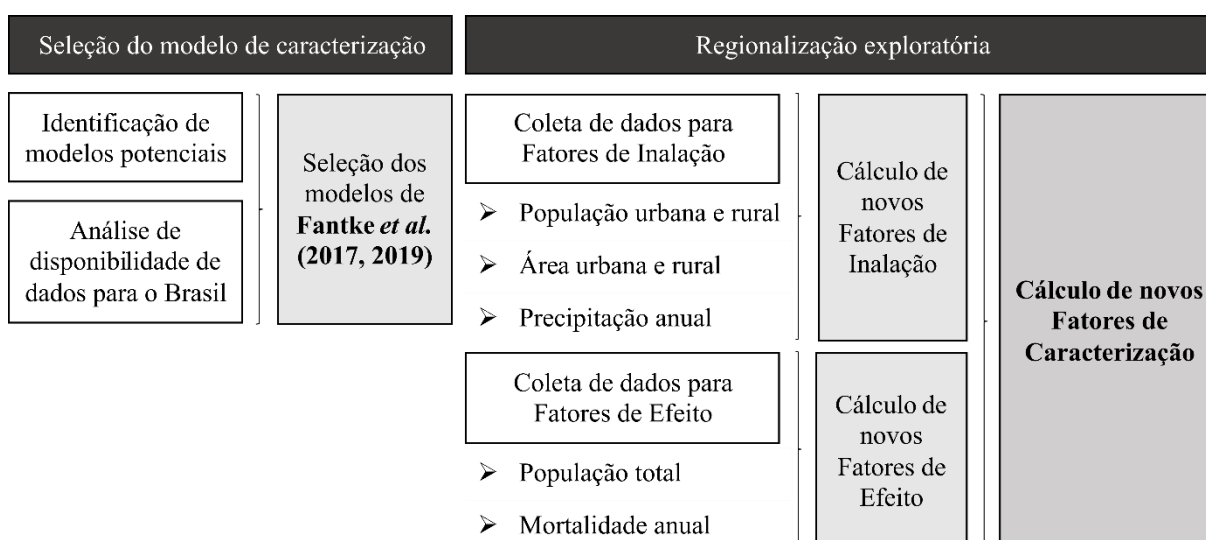 Seleção do modelo de caracterização
Identificação de
modelos potenciais
Análise de
disponibilidade de
dados para o Brasil
Seleção dos
modelos de
Fantke et al.
(2017, 2019)
Regionalização exploratória
Coleta de dados para
Fatores de Inalação
➢ População urbana e rural
➢ Área urbana e rural
➢ Precipitação anual
Cálculo de
novos
Fatores de
Inalação
Coleta de dados para
Fatores de Efeito
➢ População total
➢ Mortalidade anual
Cálculo de
novos
Fatores de
Efeito
Cálculo de novos
Fatores de
Caracterização